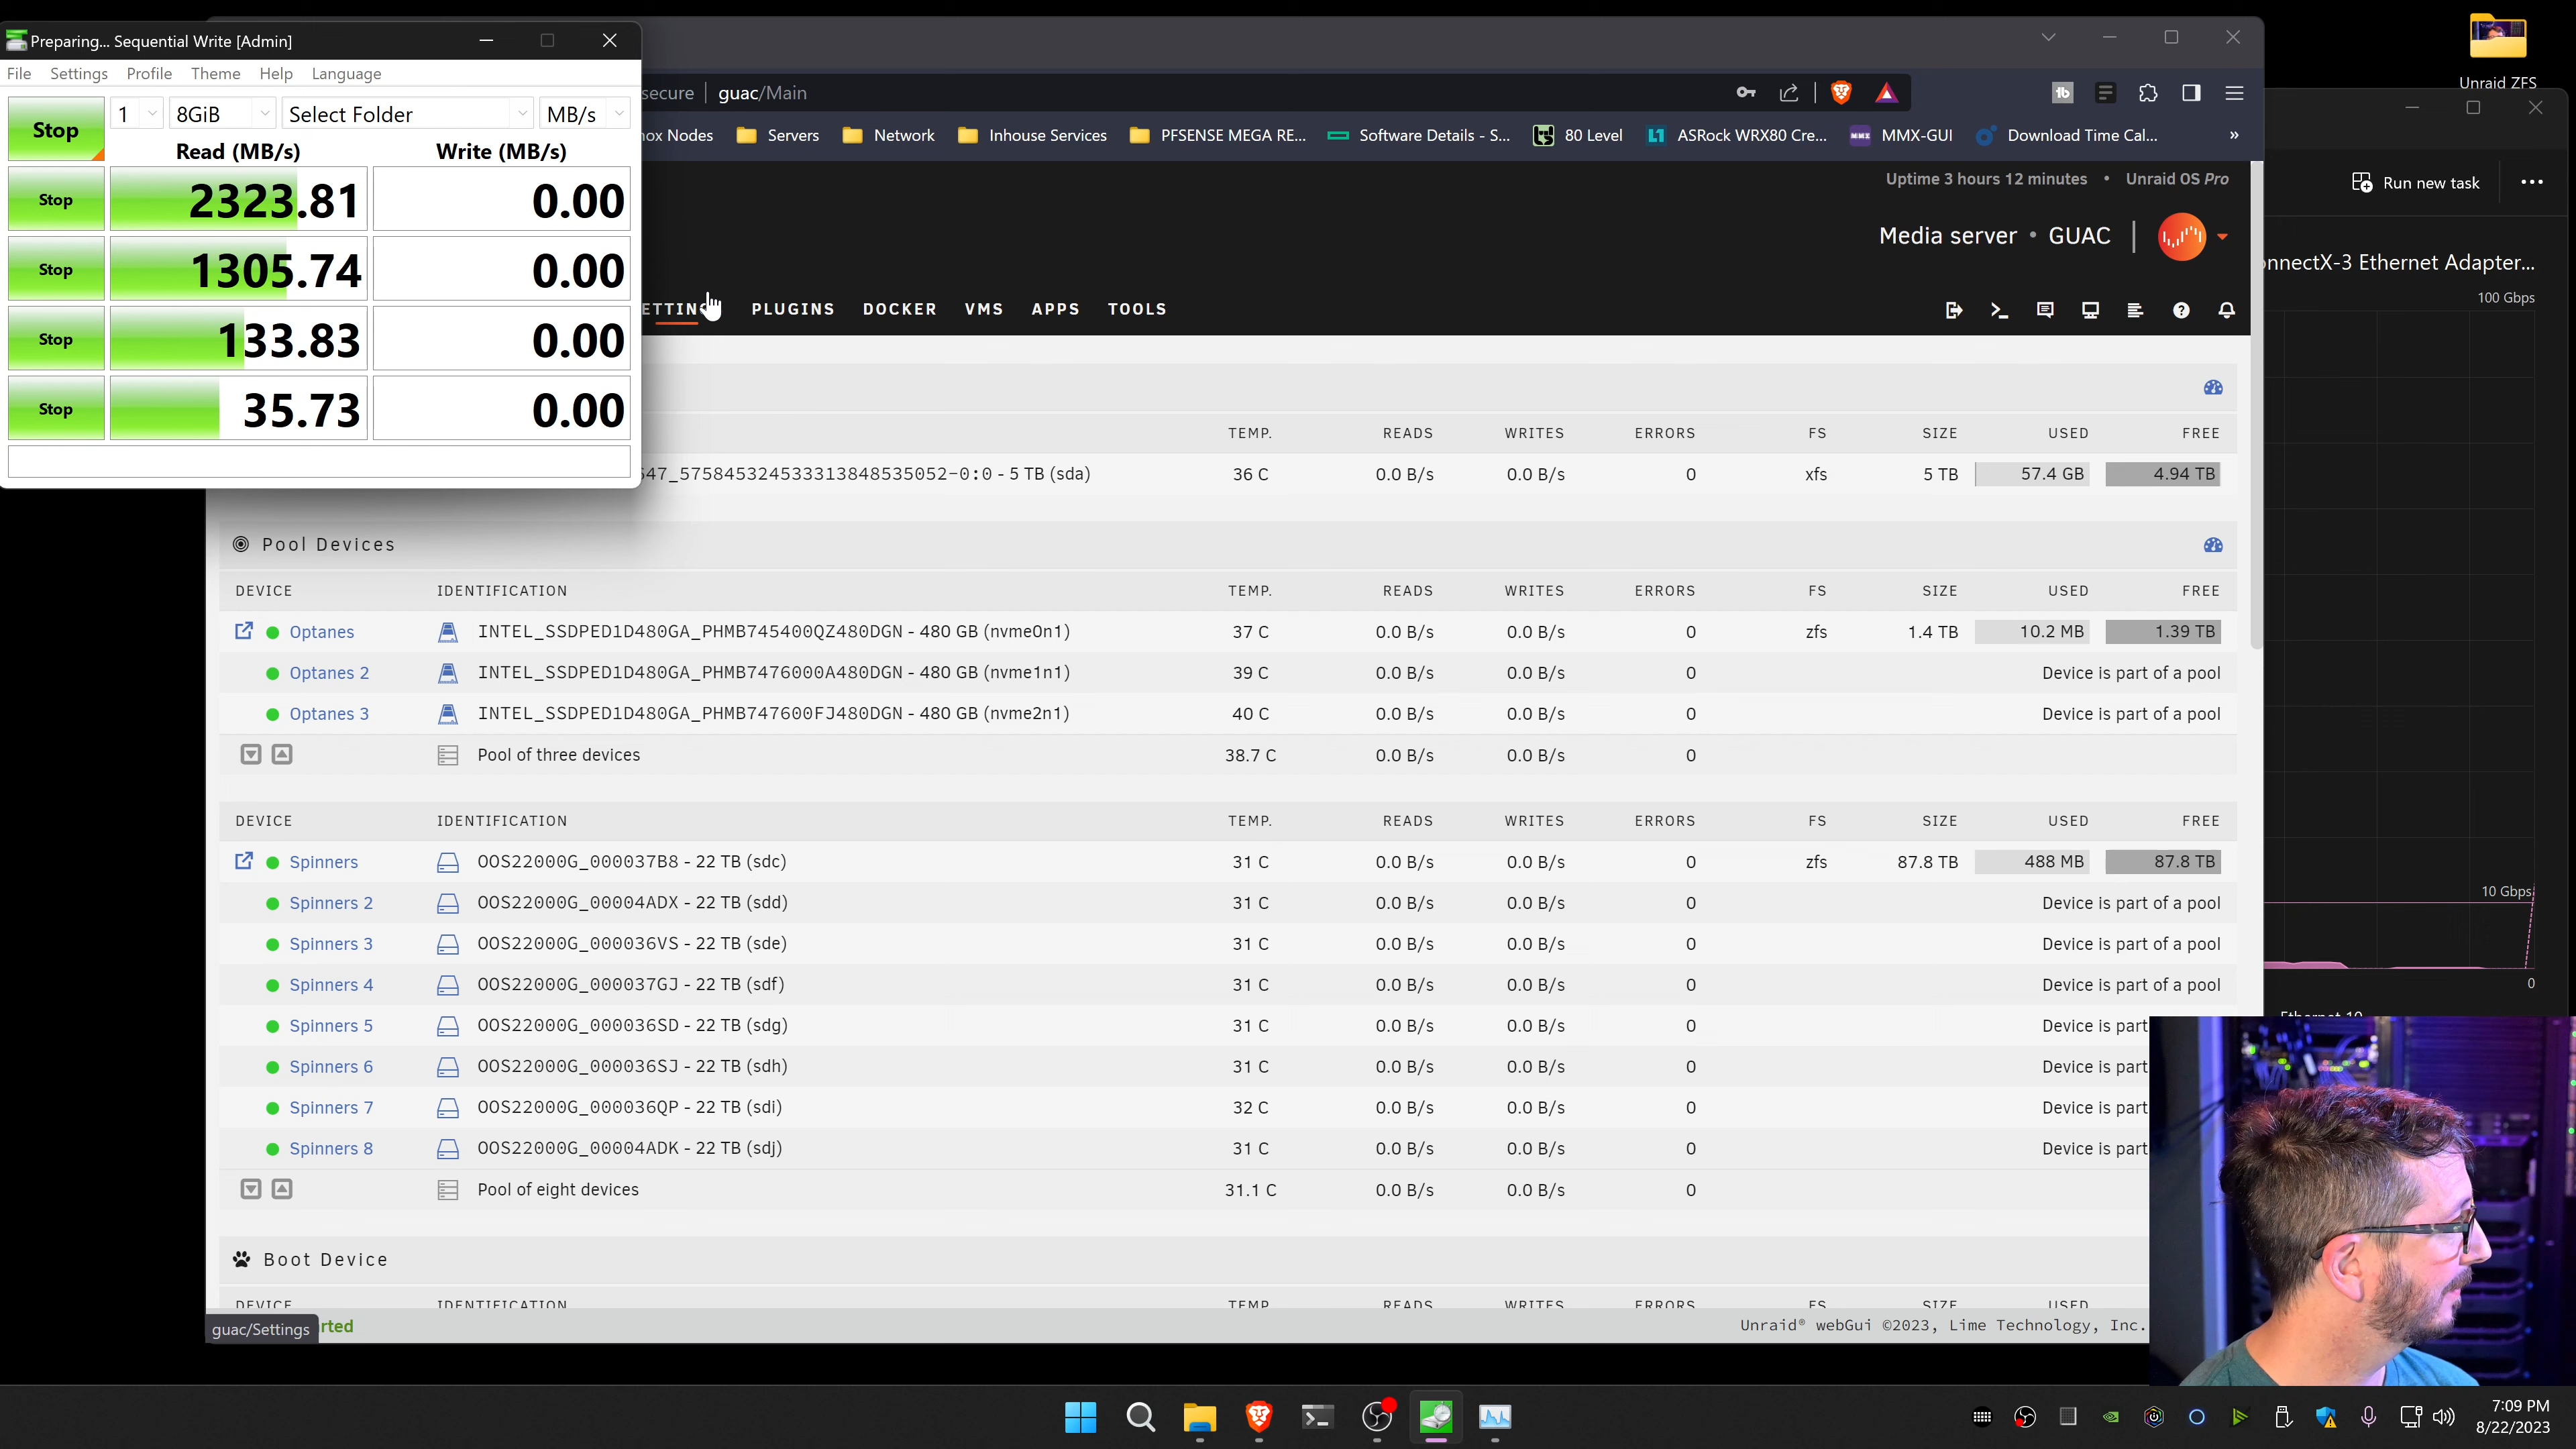 Preparing... Sequential Write [Admin]
File Settings Profile Theme Help Language
Stop 1 8GiB Select Folder MB/s
Read (MB/s) Write (MB/s)
Stop 2323.81 0.00
Stop 1305.74 0.00
Stop 133.83 0.00
Stop 35.73 0.00
Unraid ZFS
secure guac/Main
ox Nodes Servers Network Inhouse Services PFSENSE MEGA RE... Software Details - S... 80 Level ASRock WRX80 Cre... MMX-GUI Download Time Cal... »
Uptime 3 hours 12 minutes • Unraid OS Pro
Media server • GUAC
Run new task
nnectX-3 Ethernet Adapter...
100 Gbps
ETTING PLUGINS DOCKER VMS APPS TOOLS
TEMP. READS WRITES ERRORS FS SIZE USED FREE
47_575845324533313848535052-0:0 - 5 TB (sda) 36 C 0.0 B/s 0.0 B/s 0 xfs 5 TB 57.4 GB 4.94 TB
Pool Devices
DEVICE IDENTIFICATION TEMP. READS WRITES ERRORS FS SIZE USED FREE
Optanes INTEL_SSDPED1D480GA_PHMB745400QZ480DGN - 480 GB (nvme0n1) 37 C 0.0 B/s 0.0 B/s 0 zfs 1.4 TB 10.2 MB 1.39 TB
Optanes 2 INTEL_SSDPED1D480GA_PHMB7476000A480DGN - 480 GB (nvme1n1) 39 C 0.0 B/s 0.0 B/s 0 Device is part of a pool
Optanes 3 INTEL_SSDPED1D480GA_PHMB747600FJ480DGN - 480 GB (nvme2n1) 40 C 0.0 B/s 0.0 B/s 0 Device is part of a pool
Pool of three devices 38.7 C 0.0 B/s 0.0 B/s 0
DEVICE IDENTIFICATION TEMP. READS WRITES ERRORS FS SIZE USED FREE
Spinners OOS22000G_000037B8 - 22 TB (sdc) 31 C 0.0 B/s 0.0 B/s 0 zfs 87.8 TB 488 MB 87.8 TB
Spinners 2 OOS22000G_00004ADX - 22 TB (sdd) 31 C 0.0 B/s 0.0 B/s 0 Device is part of a pool
Spinners 3 OOS22000G_000036VS - 22 TB (sde) 31 C 0.0 B/s 0.0 B/s 0 Device is part of a pool
Spinners 4 OOS22000G_000037GJ - 22 TB (sdf) 31 C 0.0 B/s 0.0 B/s 0 Device is part of a pool
Spinners 5 OOS22000G_000036SD - 22 TB (sdg) 31 C 0.0 B/s 0.0 B/s 0 Device is part
Spinners 6 OOS22000G_000036SJ - 22 TB (sdh) 31 C 0.0 B/s 0.0 B/s 0 Device is part
Spinners 7 OOS22000G_000036QP - 22 TB (sdi) 32 C 0.0 B/s 0.0 B/s 0 Device is part
Spinners 8 OOS22000G_00004ADK - 22 TB (sdj) 31 C 0.0 B/s 0.0 B/s 0 Device is part
Pool of eight devices 31.1 C 0.0 B/s 0.0 B/s 0
10 Gbps
0
Boot Device
DEVICE IDENTIFICATION TEMP. READS WRITES ERRORS FS SIZE USED
guac/Settings rted
Unraid® webGui ©2023, Lime Technology, Inc.
7:09 PM
8/22/2023